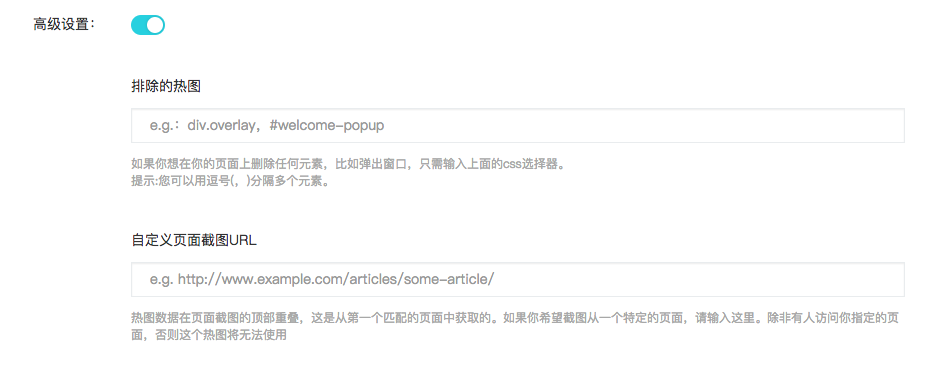 高级设置：
排除的热图
e.g.：div.overlay，#welcome-popup
如果你想在你的页面上删除任何元素，比如弹出窗口，只需输入上面的css选择器。
提示:您可以用逗号(，)分隔多个元素。
自定义页面截图URL
e.g. http://www.example.com/articles/some-article/
热图数据在页面截图的顶部重叠，这是从第一个匹配的页面中获取的。如果你希望截图从一个特定的页面，请输入这里。除非有人访问你指定的页
面，否则这个热图将无法使用